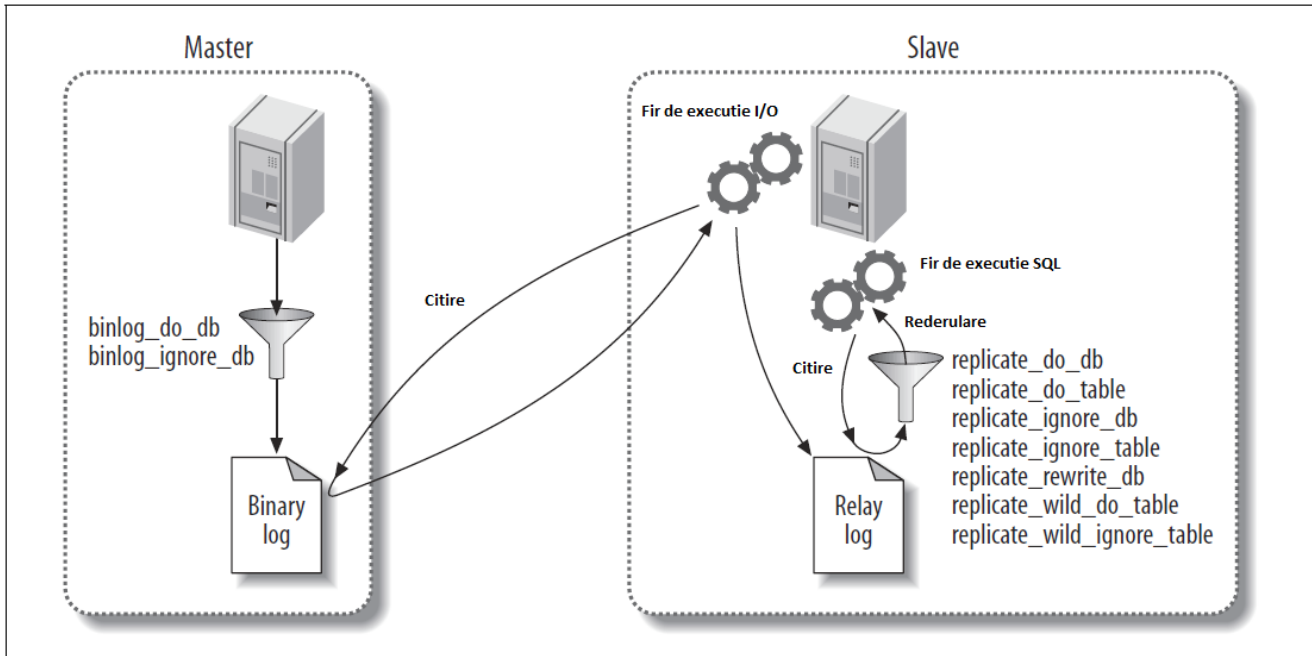 Master
binlog_do_db
binlog_ignore_db
Binary
log
Citire
Slave
Fir de executie I/O
Fir de executie SQL
Rederulare
Citire
replicate_do_db
replicate_do_table
replicate_ignore_db
replicate_ignore_table
replicate_rewrite_db
replicate_wild_do_table
replicate_wild_ignore_table
Relay
log